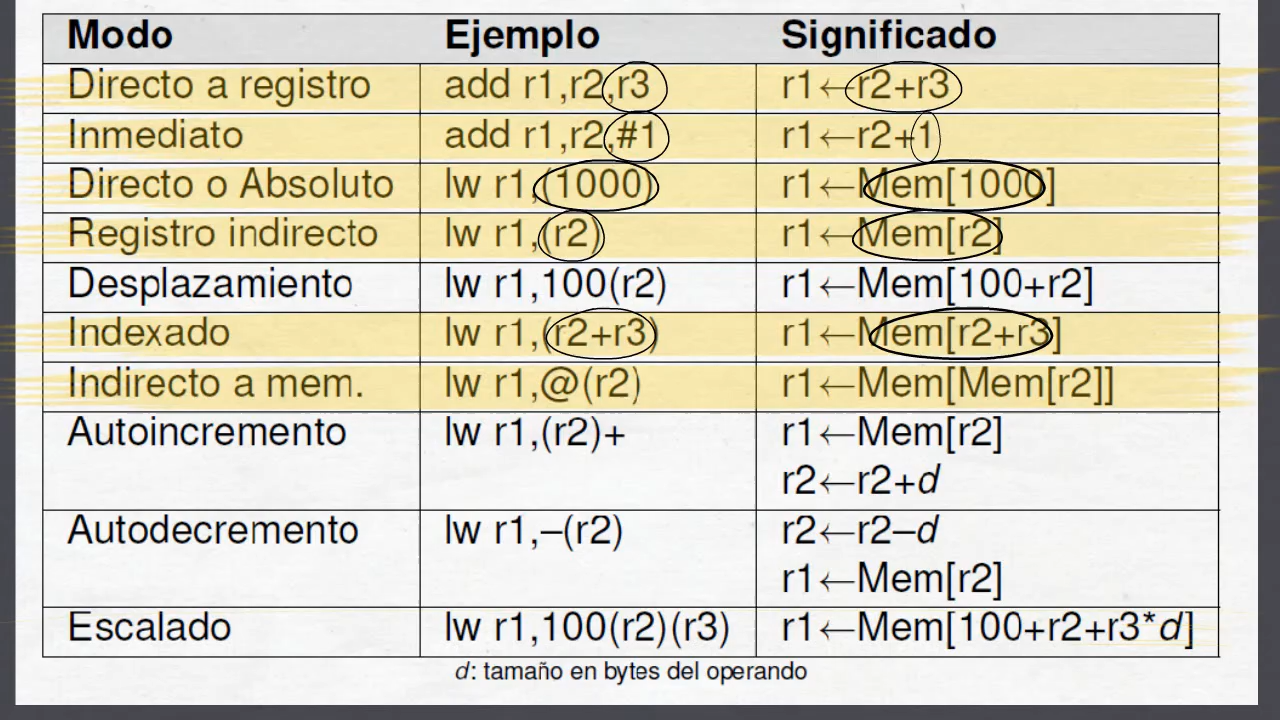 Modo Ejemplo Significado
Directo a registro add r1,r2,r3 r1←r2+r3
Inmediato add r1,r2,#1 r1←r2+1
Directo o Absoluto lw r1,(1000) r1←Mem[1000]
Registro indirecto lw r1,(r2) r1←Mem[r2]
Desplazamiento lw r1,100(r2) r1←Mem[100+r2]
Indexado lw r1,(r2+r3) r1←Mem[r2+r3]
Indirecto a mem. lw r1,@(r2) r1←Mem[Mem[r2]]
Autoincremento lw r1,(r2)+ r1←Mem[r2]
r2←r2+d
Autodecremento lw r1,–(r2) r2←r2–d
r1←Mem[r2]
Escalado lw r1,100(r2)(r3) r1←Mem[100+r2+r3*d]
d: tamaño en bytes del operando